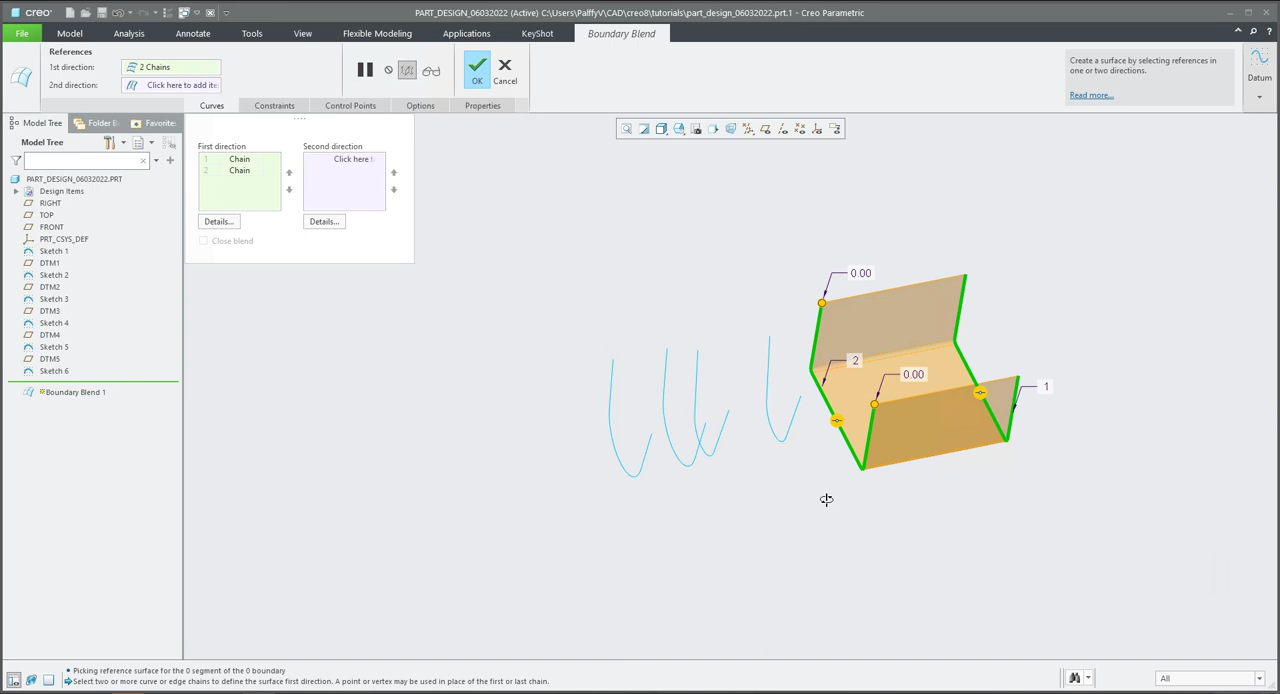 creo
PART_DESIGN_06032022 (Active) C:\Users\PalffyV\CAD\creo8\tutorials\part_design_06032022.prt.1 - Creo Parametric
File Model Analysis Annotate Tools View Flexible Modeling Applications KeyShot Boundary Blend
References
1st direction: 2 Chains
2nd direction: Click here to add ite
OK
Cancel
Create a surface by selecting references in
one or two directions.
Read more...
Datum
Curves Constraints Control Points Options Properties
Model Tree Folder B Favorite
Model Tree
First direction Second direction
1 Chain Click here
2 Chain
Details... Details...
Close blend
PART_DESIGN_06032022.PRT
Design Items
RIGHT
TOP
FRONT
PRT_CSYS_DEF
Sketch 1
DTM1
Sketch 2
DTM2
Sketch 3
DTM3
Sketch 4
DTM4
Sketch 5
DTM5
Sketch 6
Boundary Blend 1
0.00
2
0.00
1
Picking reference surface for the 0 segment of the 0 boundary
Select two or more curve or edge chains to define the surface first direction. A point or vertex may be used in place of the first or last chain.
All